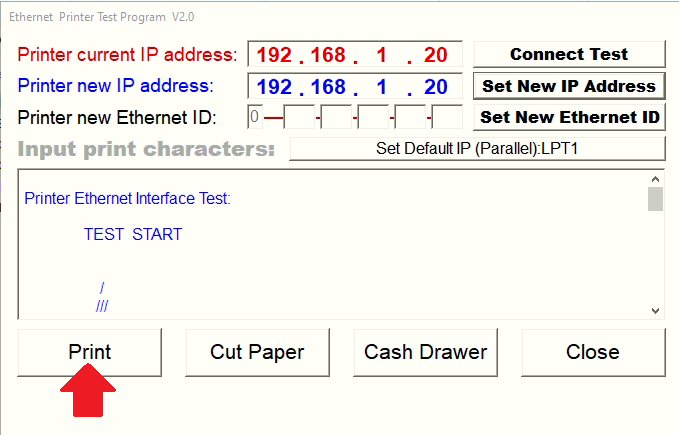 Ethernet Printer Test Program V2.0
Printer current IP address: 192 . 168 . 1 . 20 Connect Test
Printer new IP address: 192 . 168 . 1 . 20 Set New IP Address
Printer new Ethernet ID: 0 - - - - - Set New Ethernet ID
Input print characters: Set Default IP (Parallel):LPT1
Printer Ethernet Interface Test:
TEST START
/
///
Print Cut Paper Cash Drawer Close